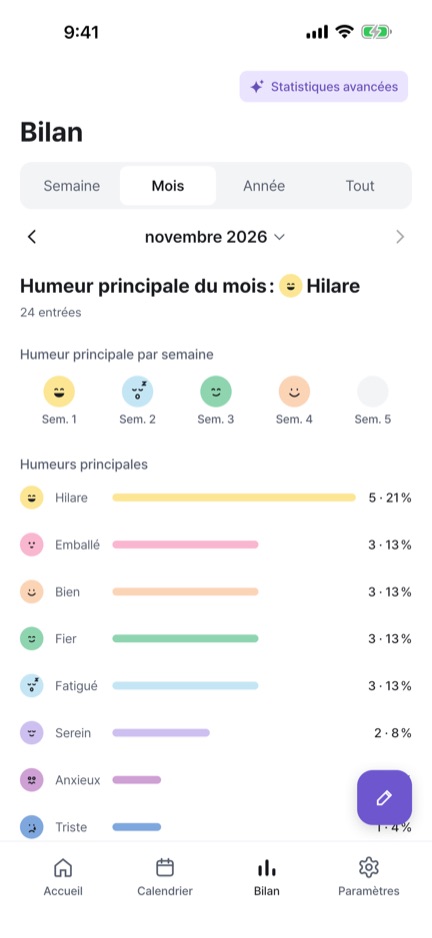 9:41
Statistiques avancées
Bilan
Semaine Mois Année Tout
novembre 2026
Humeur principale du mois : Hilare
24 entrées
Humeur principale par semaine
Sem. 1 Sem. 2 Sem. 3 Sem. 4 Sem. 5
Humeurs principales
Hilare 5 · 21 %
Emballé 3 · 13 %
Bien 3 · 13 %
Fier 3 · 13 %
Fatigué 3 · 13 %
Serein 2 · 8 %
Anxieux
Triste 1 · 4 %
Accueil Calendrier Bilan Paramètres